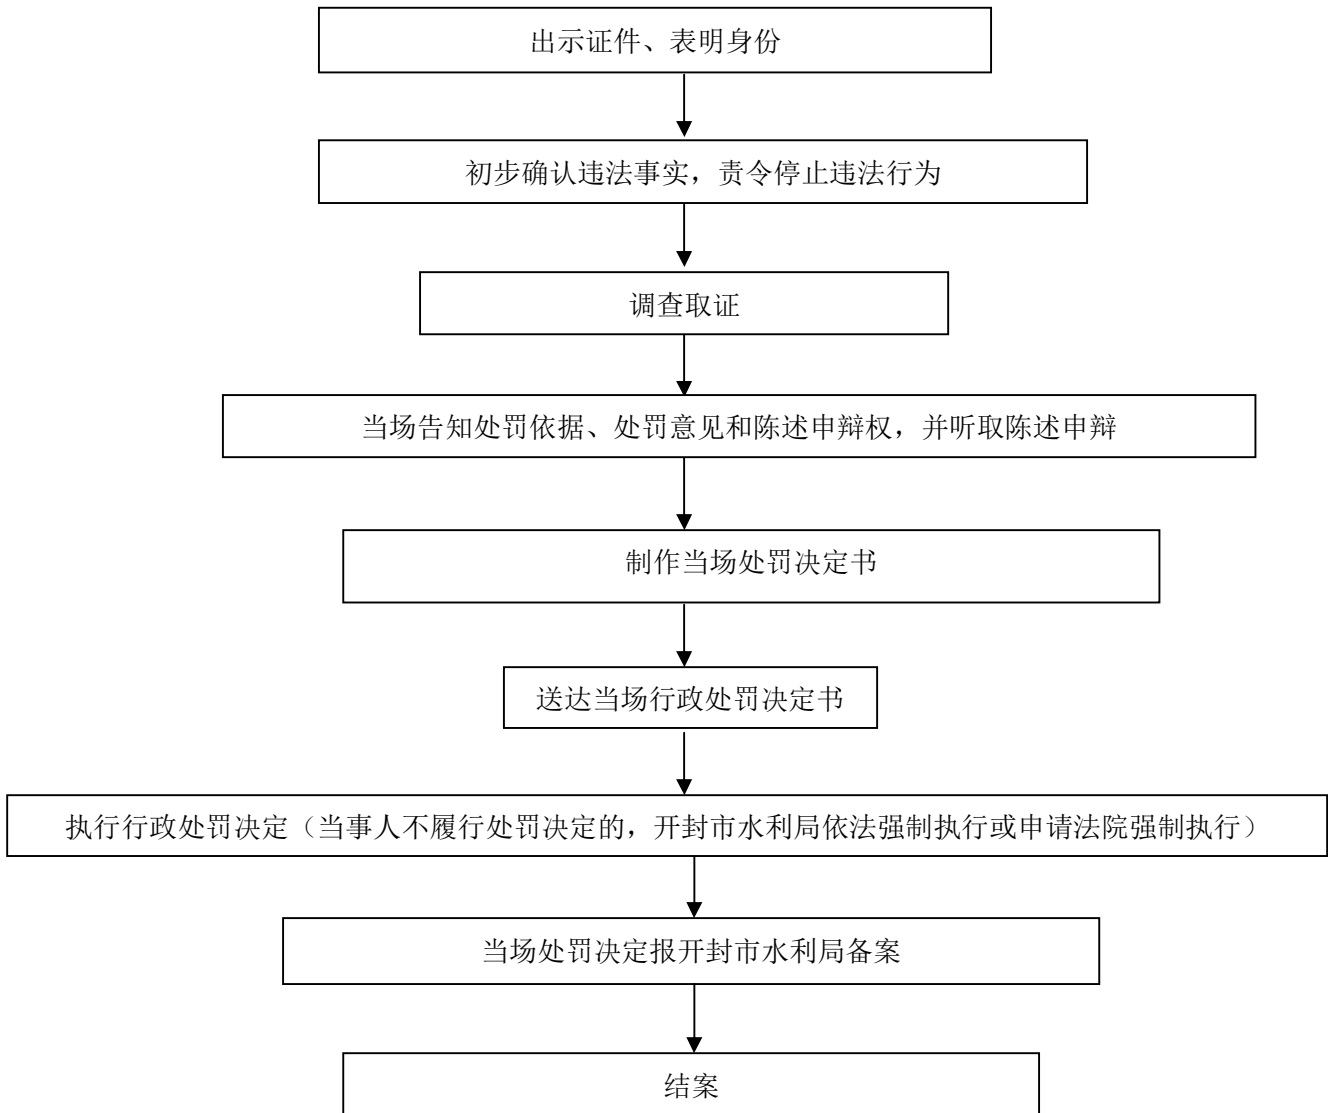 出示证件、表明身份
初步确认违法事实，责令停止违法行为
调查取证
当场告知处罚依据、处罚意见和陈述申辩权，并听取陈述申辩
制作当场处罚决定书
送达当场行政处罚决定书
执行行政处罚决定（当事人不履行处罚决定的，开封市水利局依法强制执行或申请法院强制执行）
当场处罚决定报开封市水利局备案
结案